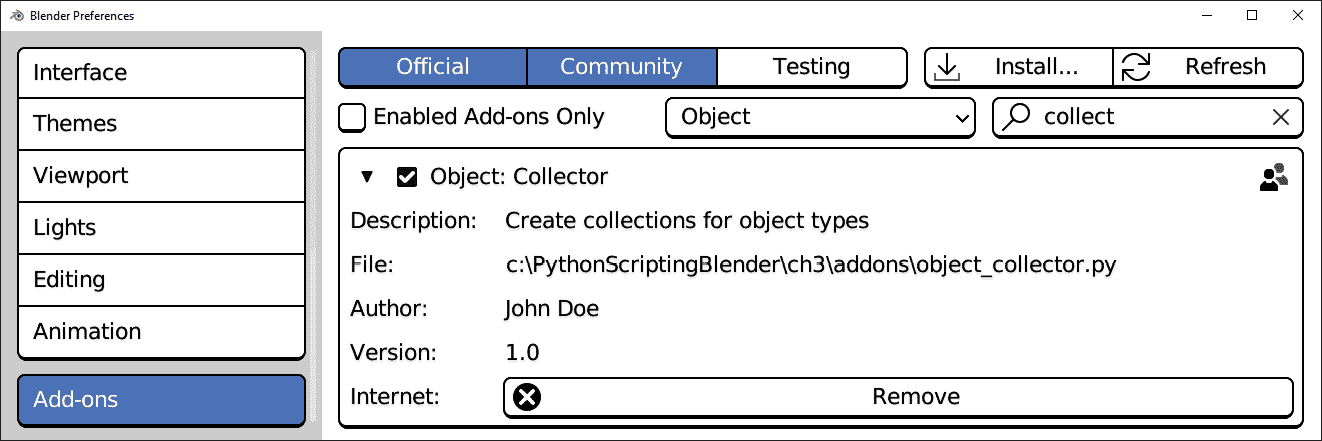 Blender Preferences
Interface
Themes
Viewport
Lights
Editing
Animation
Add-ons
Official Community Testing Install... Refresh
Enabled Add-ons Only Object collect
Object: Collector
Description: Create collections for object types
File: c:\PythonScriptingBlender\ch3\addons\object_collector.py
Author: John Doe
Version: 1.0
Internet: Remove